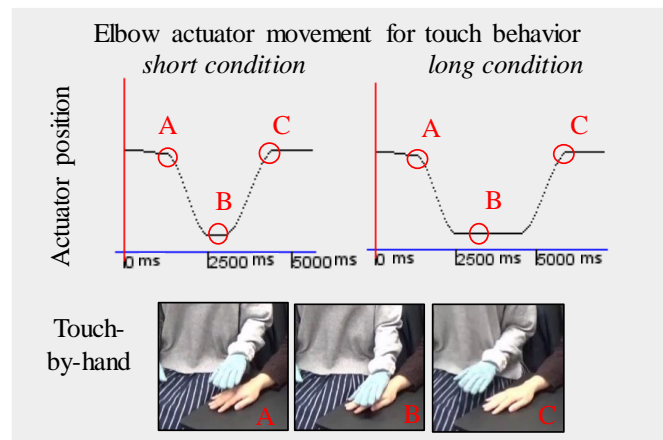 Elbow actuator movement for touch behavior
short condition long condition
Actuator position
A C A C
B B
0 ms 2500 ms 5000 ms 0 ms 2500 ms 5000 ms
Touch-
by-hand
A B C